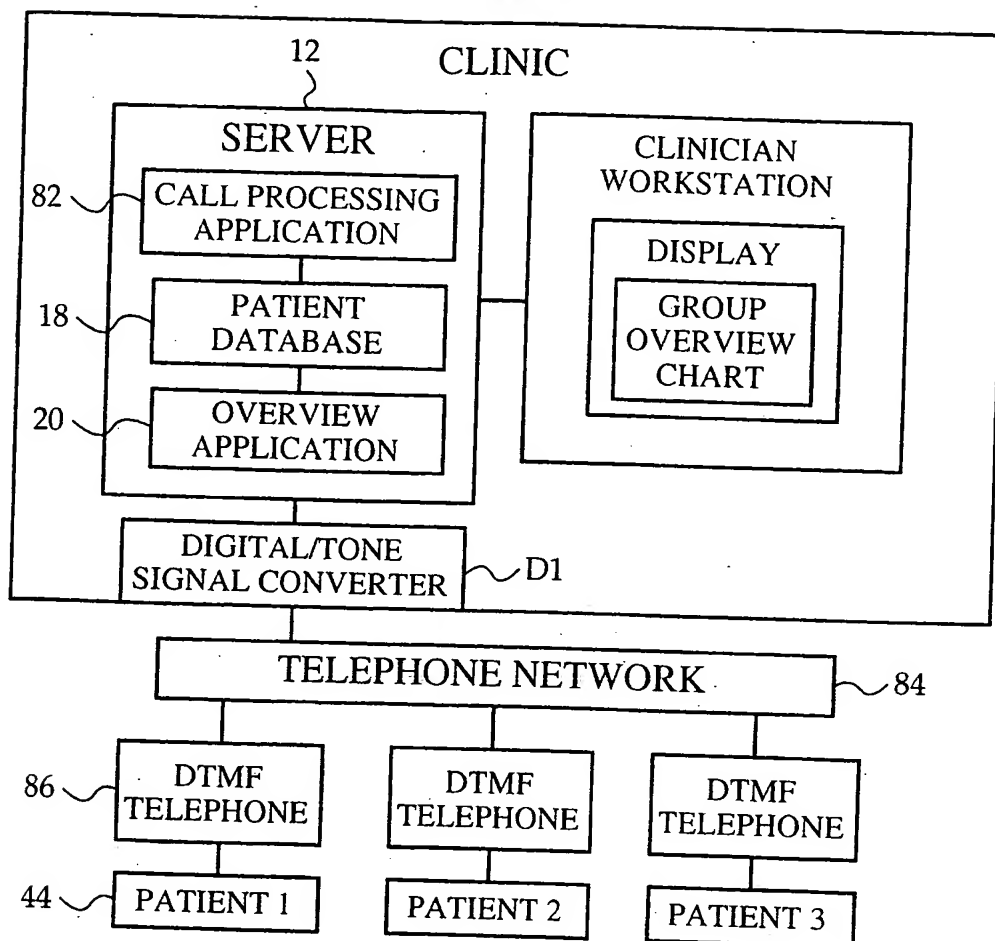 CLINIC
12
SERVER
82
CALL PROCESSING
APPLICATION
18
PATIENT
DATABASE
20
OVERVIEW
APPLICATION
CLINICIAN
WORKSTATION
DISPLAY
GROUP
OVERVIEW
CHART
DIGITAL/TONE
SIGNAL CONVERTER
D1
TELEPHONE NETWORK
84
86
DTMF
TELEPHONE
DTMF
TELEPHONE
DTMF
TELEPHONE
44
PATIENT 1
PATIENT 2
PATIENT 3